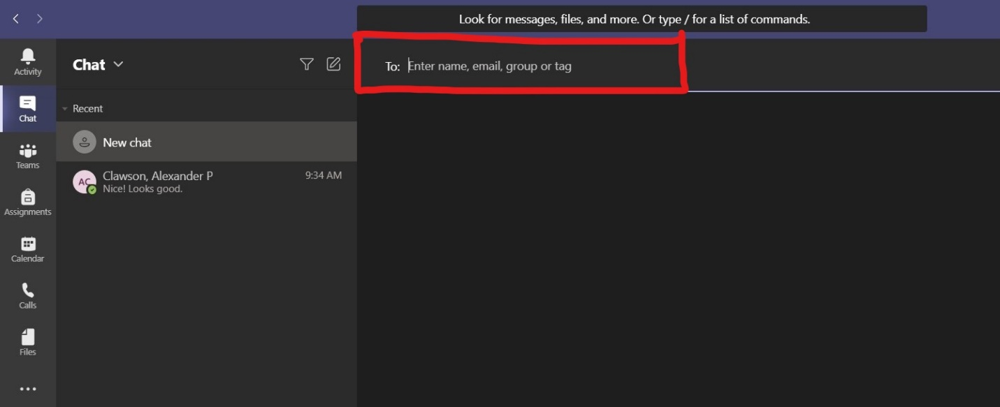 Look for messages, files, and more. Or type / for a list of commands.
Activity
Chat
Teams
Assignments
Calendar
Calls
Files
Chat
Recent
New chat
AC
Clawson, Alexander P 9:34 AM
Nice! Looks good.
To: Enter name, email, group or tag